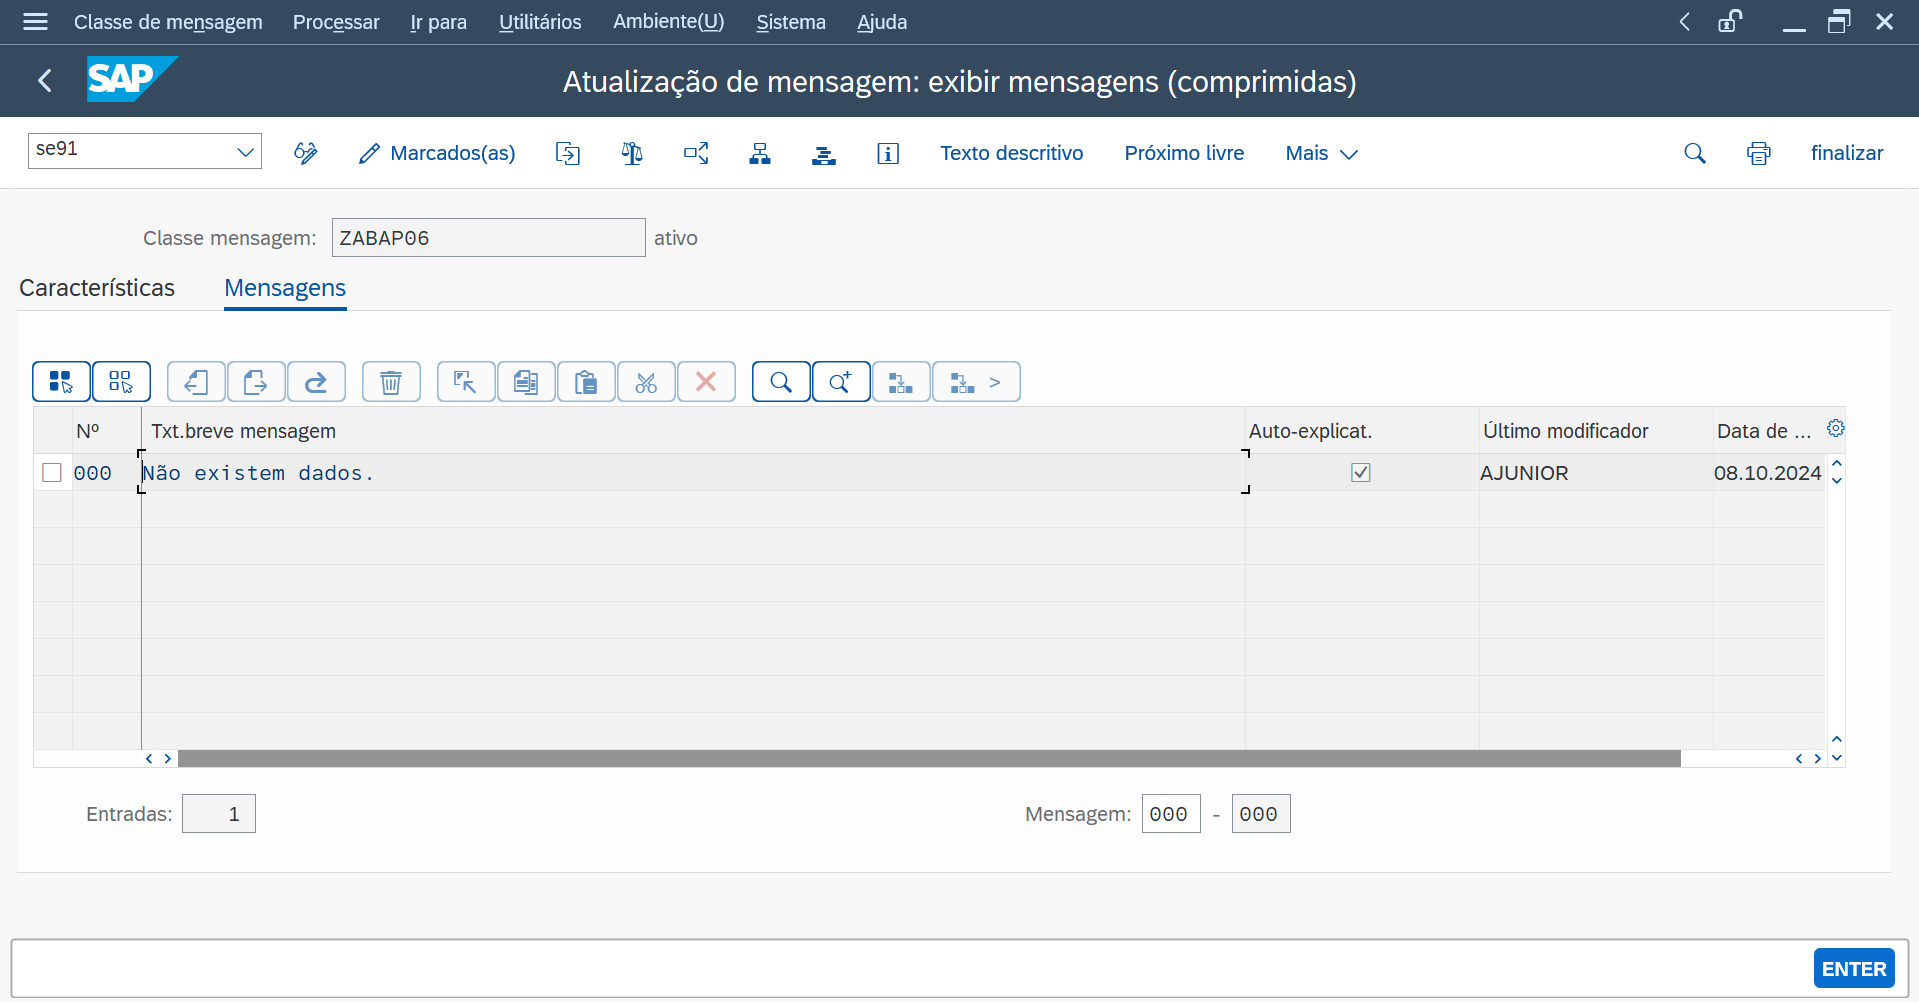 Classe de mensagem Processar Ir para Utilitários Ambiente(U) Sistema Ajuda
SAP Atualização de mensagem: exibir mensagens (comprimidas)
se91 Marcados(as) Texto descritivo Próximo livre Mais finalizar
Classe mensagem: ZABAP06 ativo
Características Mensagens
Nº Txt.breve mensagem Auto-explicat. Último modificador Data de ...
000 Não existem dados. AJUNIOR 08.10.2024
Entradas: 1 Mensagem: 000 - 000
ENTER